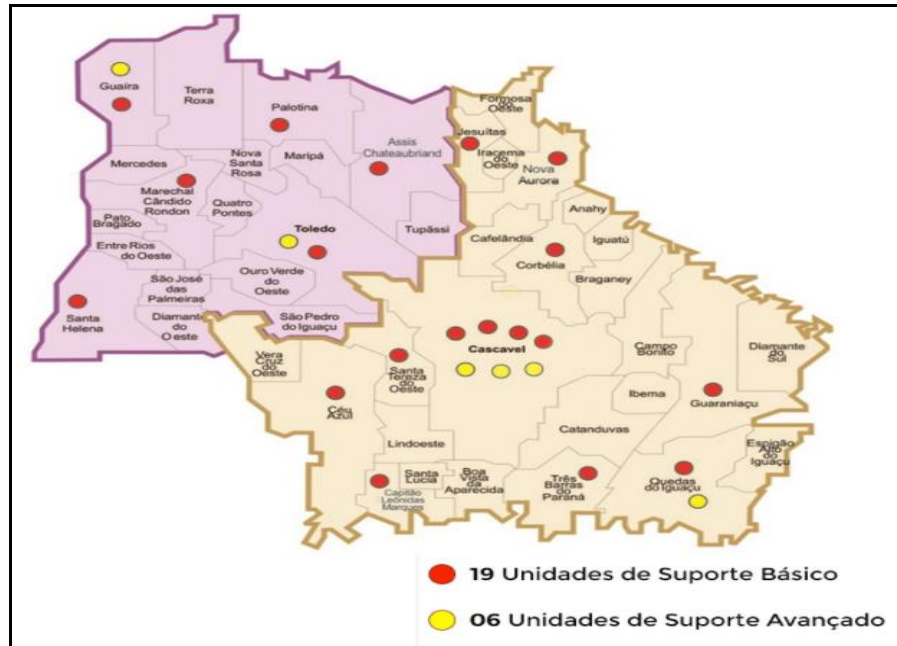 Guaíra
Terra
Roxa
Palotina
Assis
Chateaubriand
Formosa
do
Oeste
Jesuítas
Iracema
do
Oeste
Nova
Aurora
Mercedes
Nova
Santa
Rosa
Maripá
Marechal
Cândido
Rondon
Quatro
Pontes
Anahy
Pato
Bragado
Toledo
Tupãssi
Cafelândia
Iguatú
Entre Rios
do Oeste
Corbélia
Ouro Verde
do
Oeste
Braganey
São José
das
Palmeiras
Santa
Helena
Diamante
do
Oeste
São Pedro
do Iguaçu
Vera
Cruz
do
Oeste
Santa
Tereza
do
Oeste
Cascavel
Campo
Bonito
Diamante
do
Sul
Céu
Azul
Ibema
Guaraniaçu
Lindoeste
Catanduvas
Espigão
Alto
do
Iguaçu
Santa
Lucia
Boa
Vista
da
Aparecida
Três
Barras
do
Paraná
Quedas
do Iguaçu
Capitão
Leônidas
Marques
19 Unidades de Suporte Básico
06 Unidades de Suporte Avançado